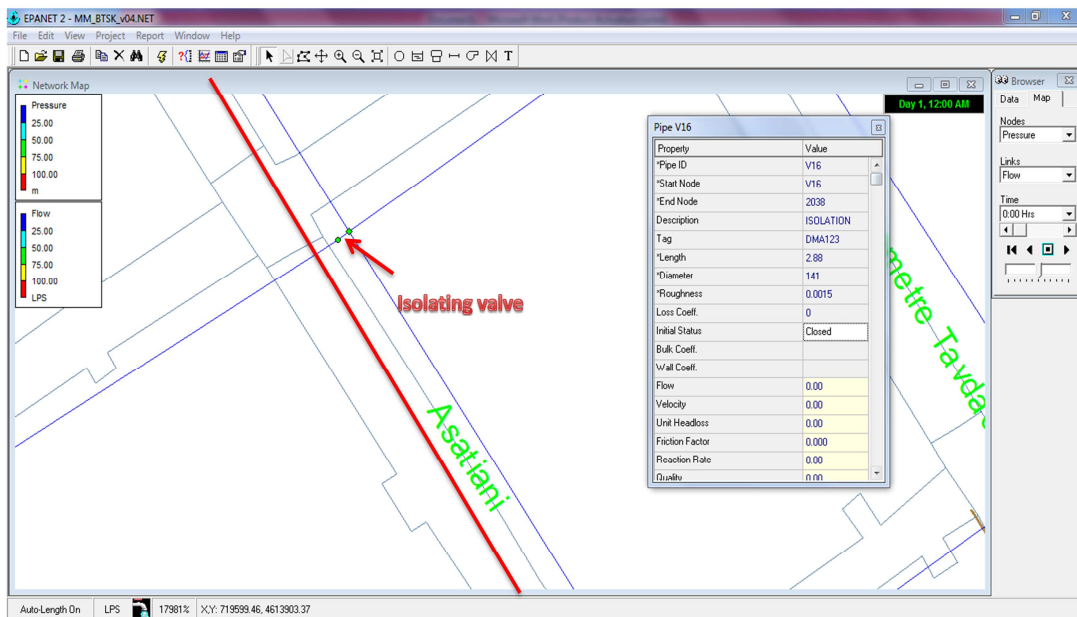 EPANET 2 - MM_BTSK_v04.NET
File Edit View Project Report Window Help
T
Network Map
Day 1, 12:00 AM
Pressure
25.00
50.00
75.00
100.00
m
Flow
25.00
50.00
75.00
100.00
LPS
Isolating valve
Asatiani
Pipe V16
Property Value
*Pipe ID V16
*Start Node V16
*End Node 2038
Description ISOLATION
Tag DMA123
*Length 2.88
*Diameter 141
*Roughness 0.0015
Loss Coeff. 0
Initial Status Closed
Bulk Coeff.
Wall Coeff.
Flow 0.00
Velocity 0.00
Unit Headloss 0.00
Friction Factor 0.000
Reaction Rate 0.00
Quality 0.00
metre Tavda
Browser
Data Map
Nodes
Pressure
Links
Flow
Time
0:00 Hrs
Auto-Length On LPS 17981% X,Y: 719599.46, 4613903.37